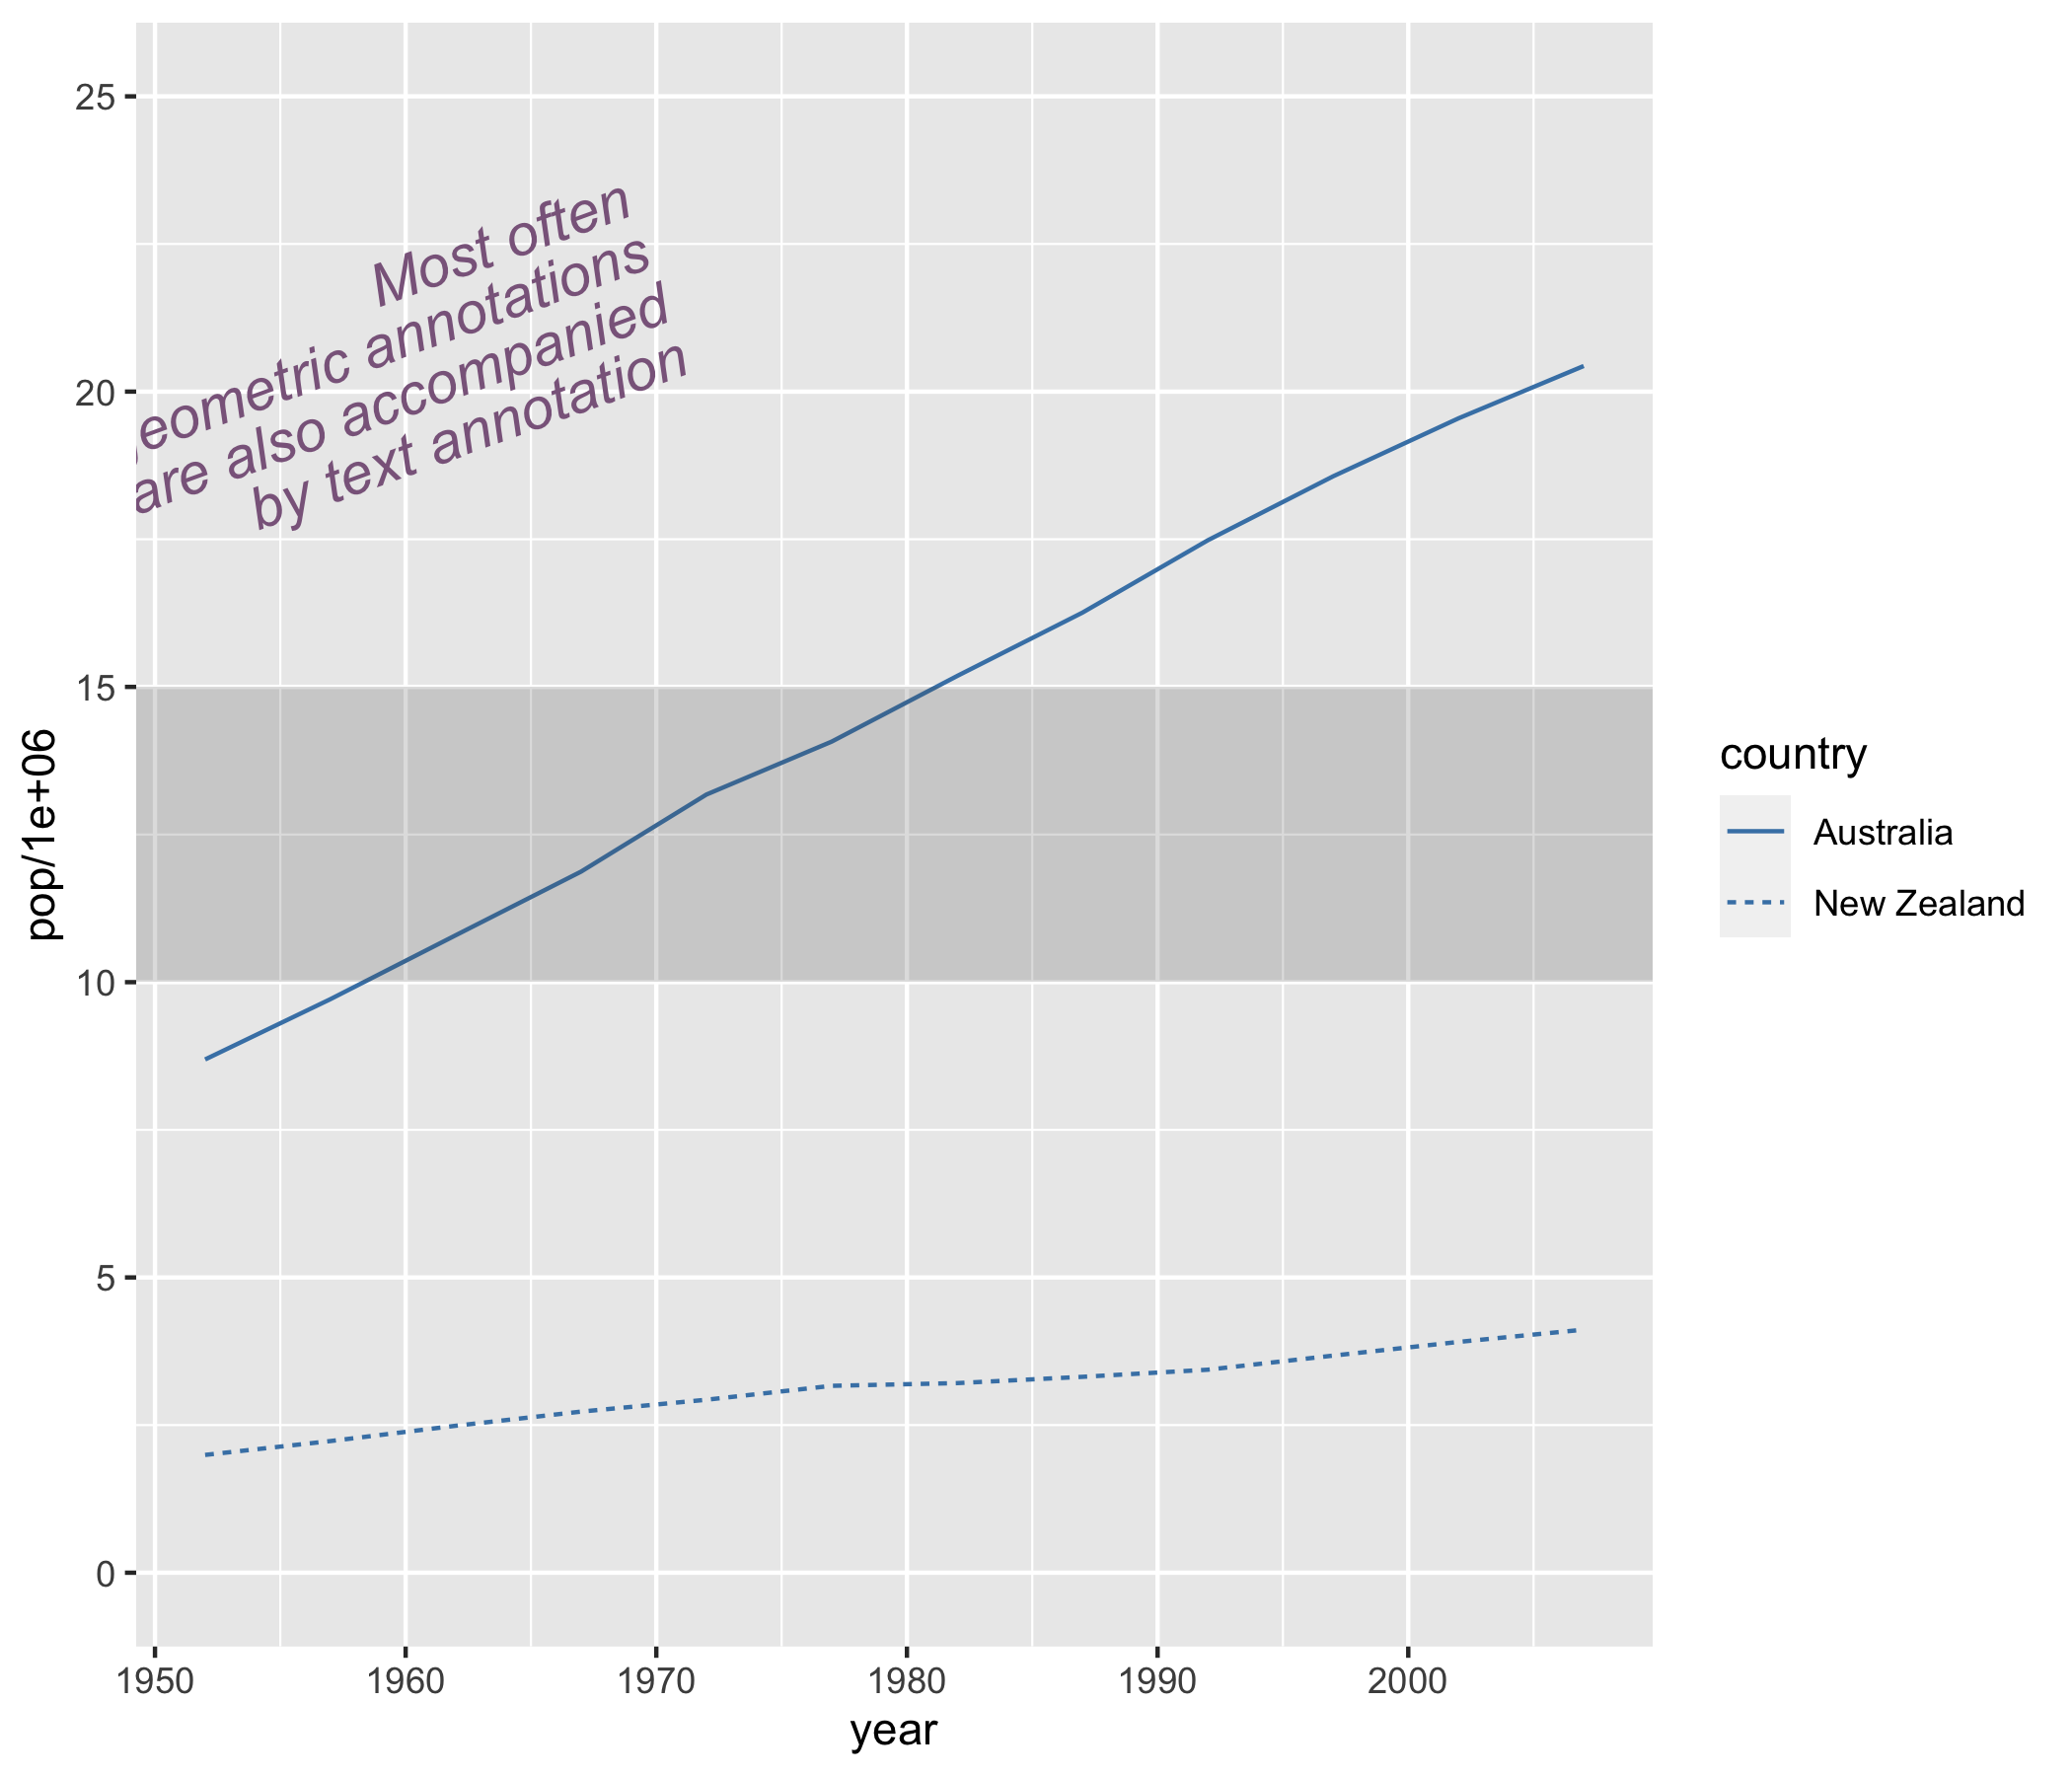 25
20
15
10
5
0
pop/1e+06
Most often
eometric annotations
are also accompanied
by text annotation
1950 1960 1970 1980 1990 2000
year
country
Australia
New Zealand